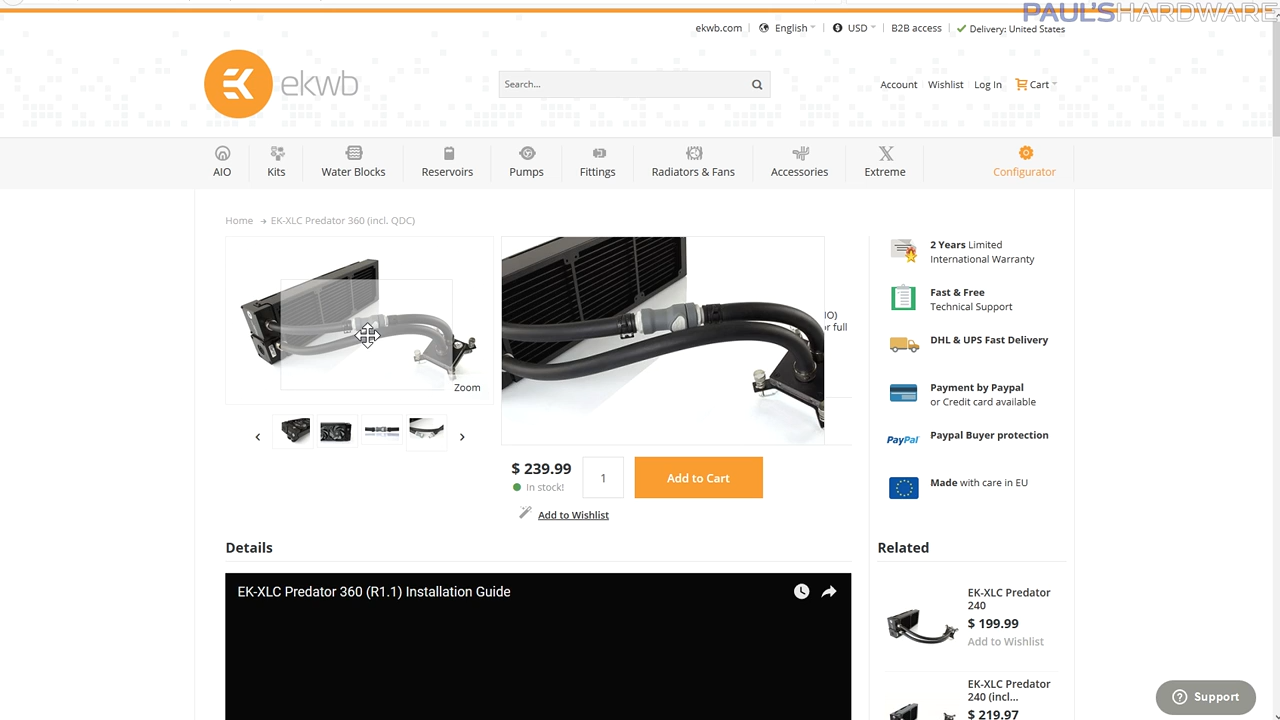 PAUL'SHARDWARE
ekwb.com
English
USD
B2B access
Delivery: United States
ekwb
Search...
Account
Wishlist
Log In
Cart
AIO
Kits
Water Blocks
Reservoirs
Pumps
Fittings
Radiators & Fans
Accessories
Extreme
Configurator
Home
EK-XLC Predator 360 (incl. QDC)
Zoom
IO)
or full
$ 239.99
In stock!
1
Add to Cart
Add to Wishlist
2 Years Limited
International Warranty
Fast & Free
Technical Support
DHL & UPS Fast Delivery
Payment by Paypal
or Credit card available
PayPal
Paypal Buyer protection
Made with care in EU
Details
EK-XLC Predator 360 (R1.1) Installation Guide
Related
EK-XLC Predator
240
$ 199.99
Add to Wishlist
EK-XLC Predator
240 (incl...
$ 219.97
Support